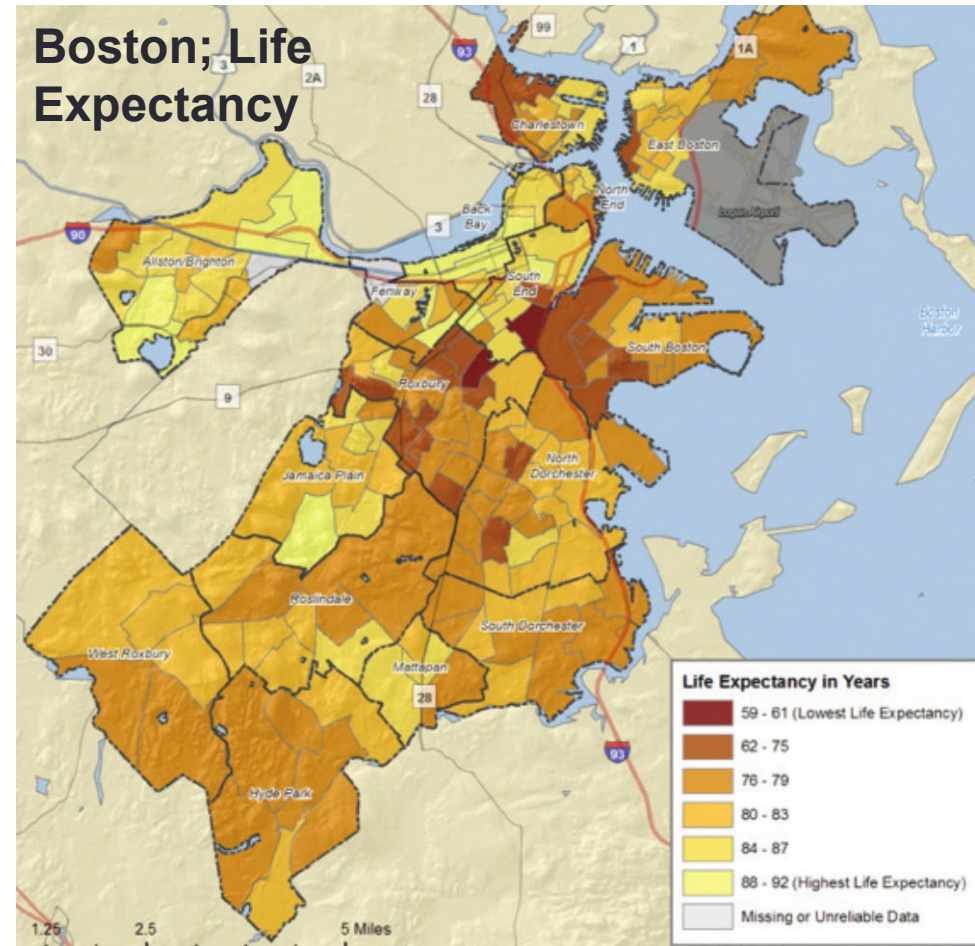 Boston; Life
Expectancy
93
99
1
1A
3
2A
28
Charlestown
East Boston
North
End
Logan Airport
Back
Bay
3
90
Allston/Brighton
South
End
Fenway
Boston
Harbor
30
South Boston
9
Roxbury
North
Dorchester
Jamaica Plain
Roslindale
South Dorchester
West Roxbury
Mattapan
28
93
Hyde Park
Life Expectancy in Years
59 - 61 (Lowest Life Expectancy)
62 - 75
76 - 79
80 - 83
84 - 87
88 - 92 (Highest Life Expectancy)
Missing or Unreliable Data
1.25 2.5 5 Miles